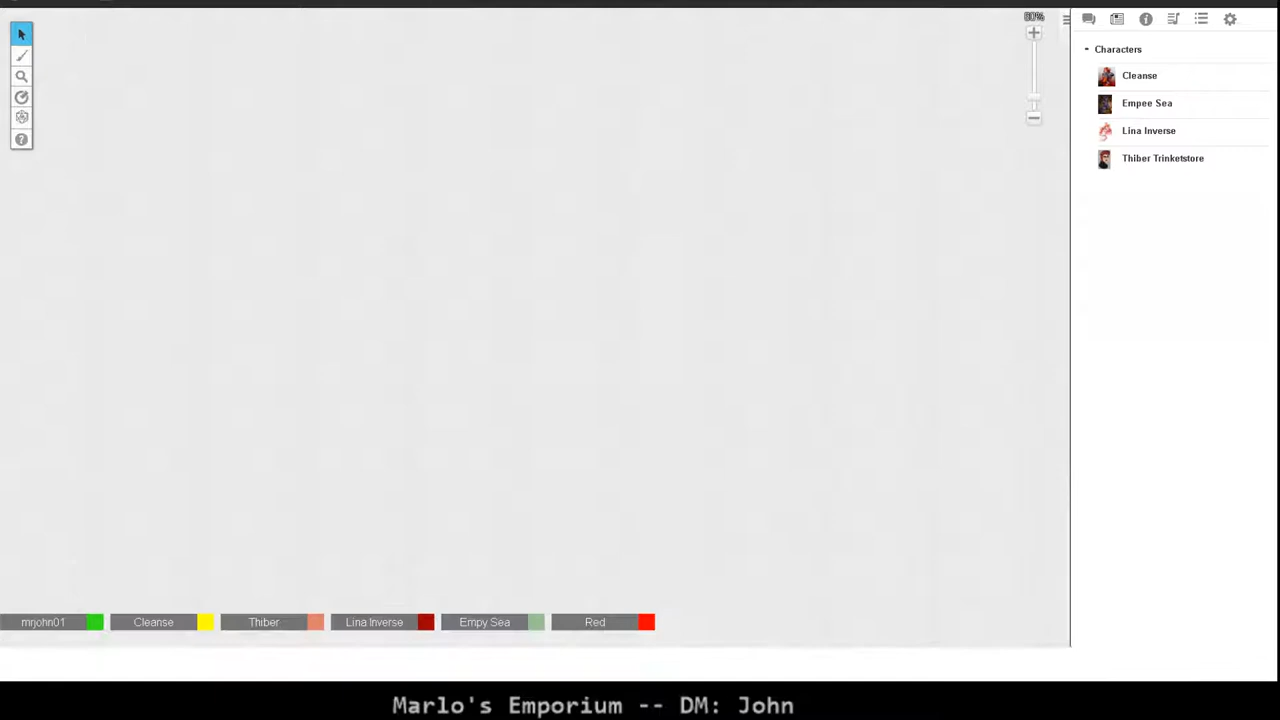 80%
Characters
Cleanse
Empee Sea
Lina Inverse
Thiber Trinketstore
mrjohn01 Cleanse Thiber Lina Inverse Empy Sea Red
Marlo's Emporium -- DM: John